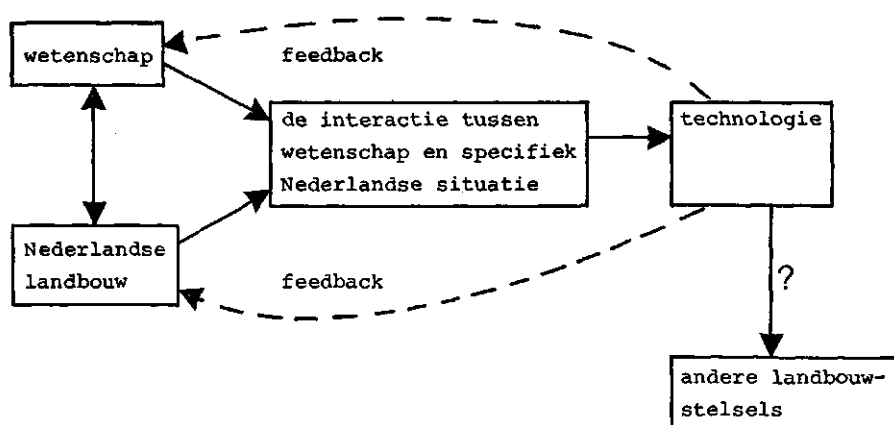 wetenschap
feedback
de interactie tussen
wetenschap en specifiek
Nederlandse situatie
technologie
Nederlandse
landbouw
feedback
?
andere landbouw-
stelsels